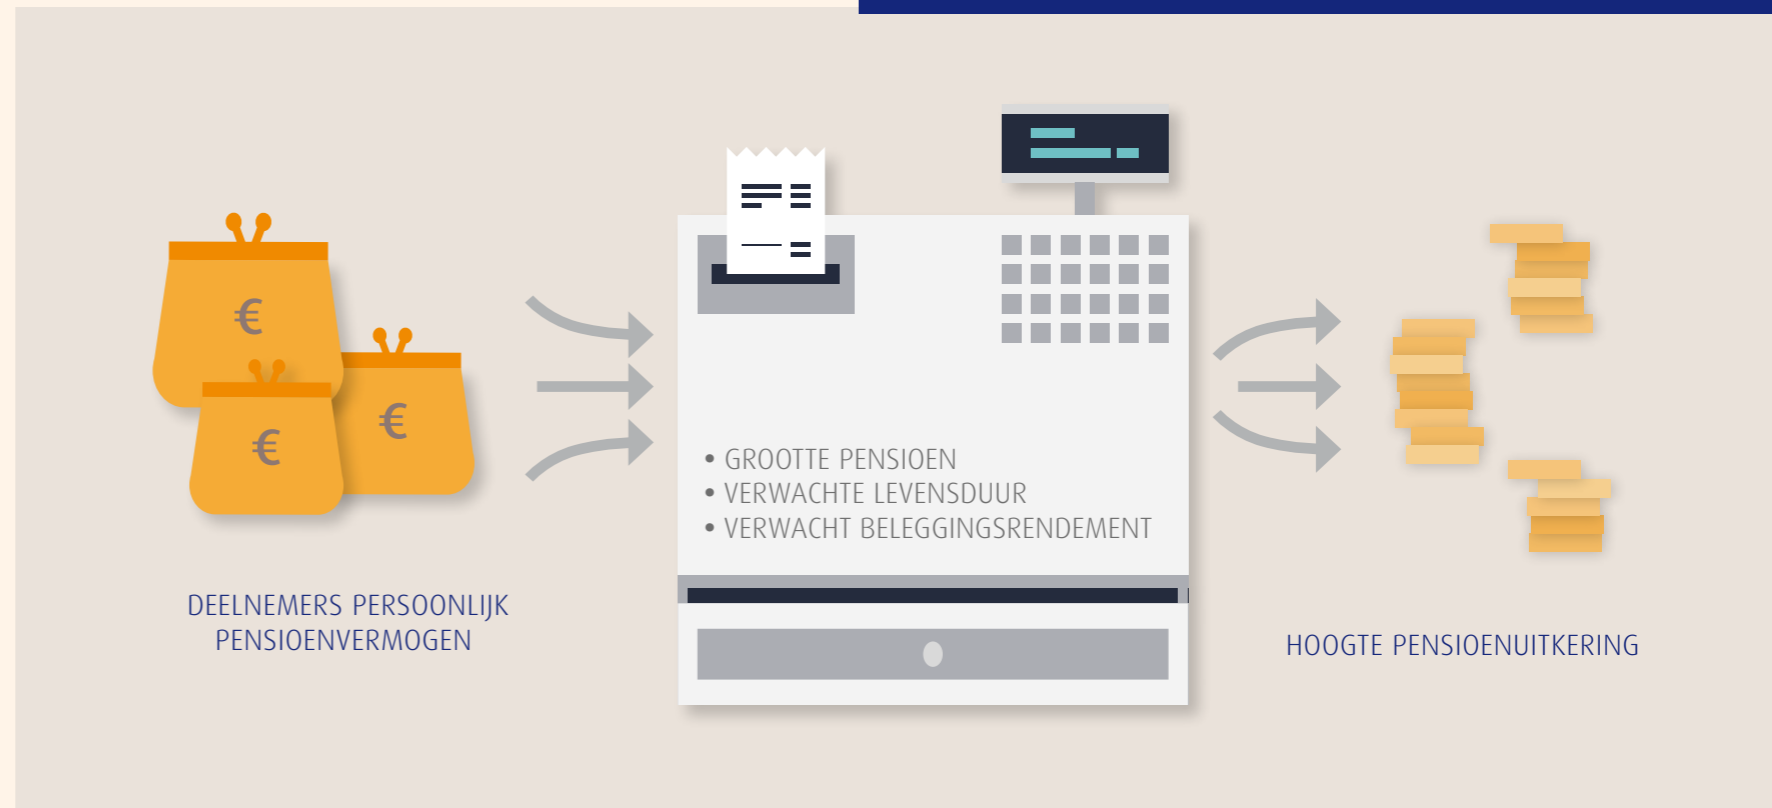 €
€
€
• GROOTTE PENSIOEN
• VERWACHTE LEVENSDUUR
• VERWACHT BELEGGINGSRENDEMENT
DEELNEMERS PERSOONLIJK
PENSIOENVERMOGEN
HOOGTE PENSIOENUITKERING